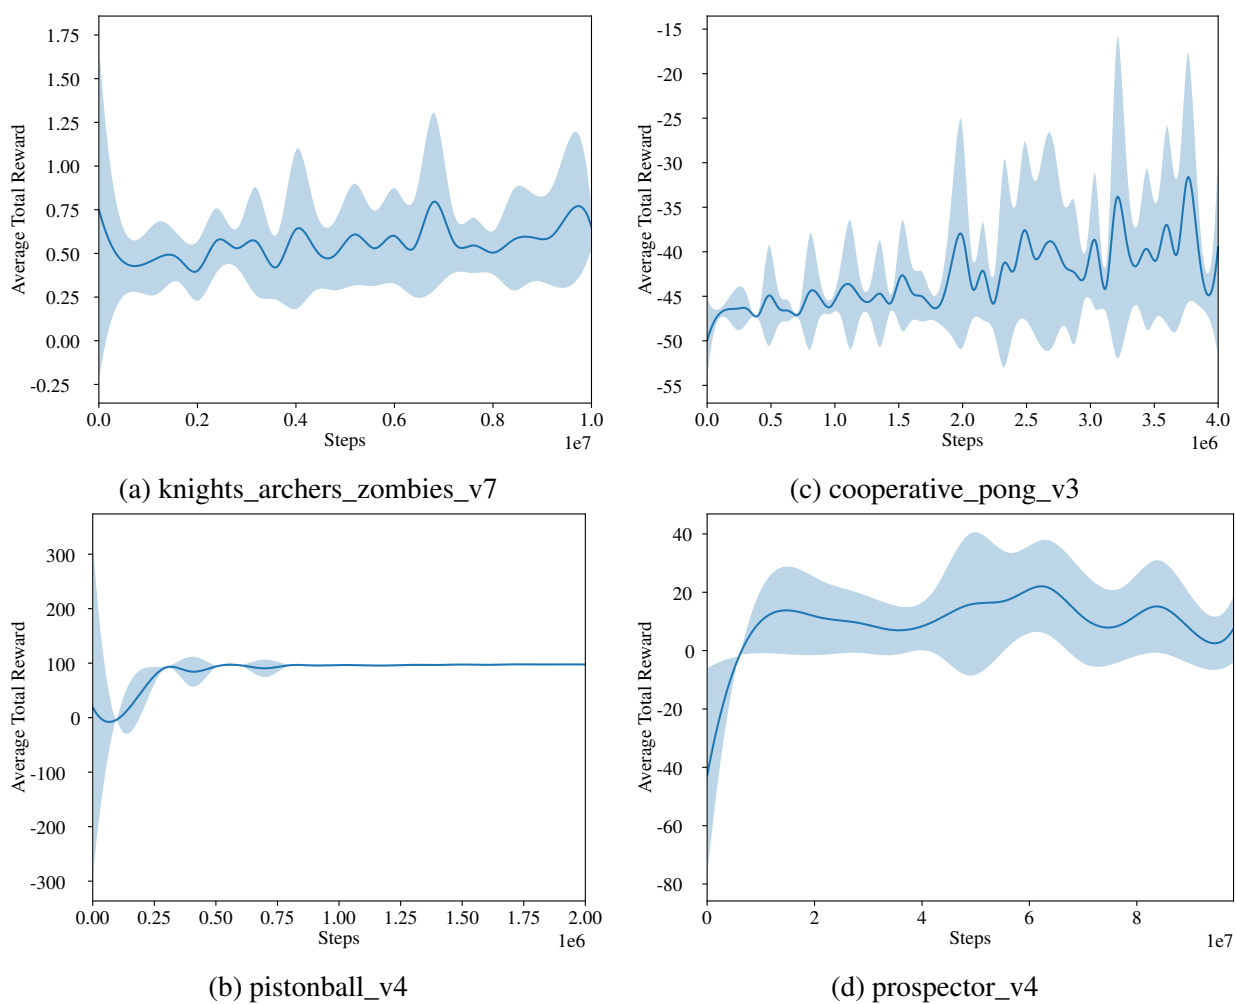 1.75
1.50
1.25
1.00
0.75
0.50
0.25
0.00
-0.25
Average Total Reward
0.0 0.2 0.4 0.6 0.8 1.0
Steps
1e7
(a) knights_archers_zombies_v7
-15
-20
-25
-30
-35
-40
-45
-50
-55
Average Total Reward
0.0 0.5 1.0 1.5 2.0 2.5 3.0 3.5 4.0
Steps
1e6
(c) cooperative_pong_v3
300
200
100
0
-100
-200
-300
Average Total Reward
0.00 0.25 0.50 0.75 1.00 1.25 1.50 1.75 2.00
Steps
1e6
(b) pistonball_v4
40
20
0
-20
-40
-60
-80
Average Total Reward
0 2 4 6 8
Steps
1e7
(d) prospector_v4